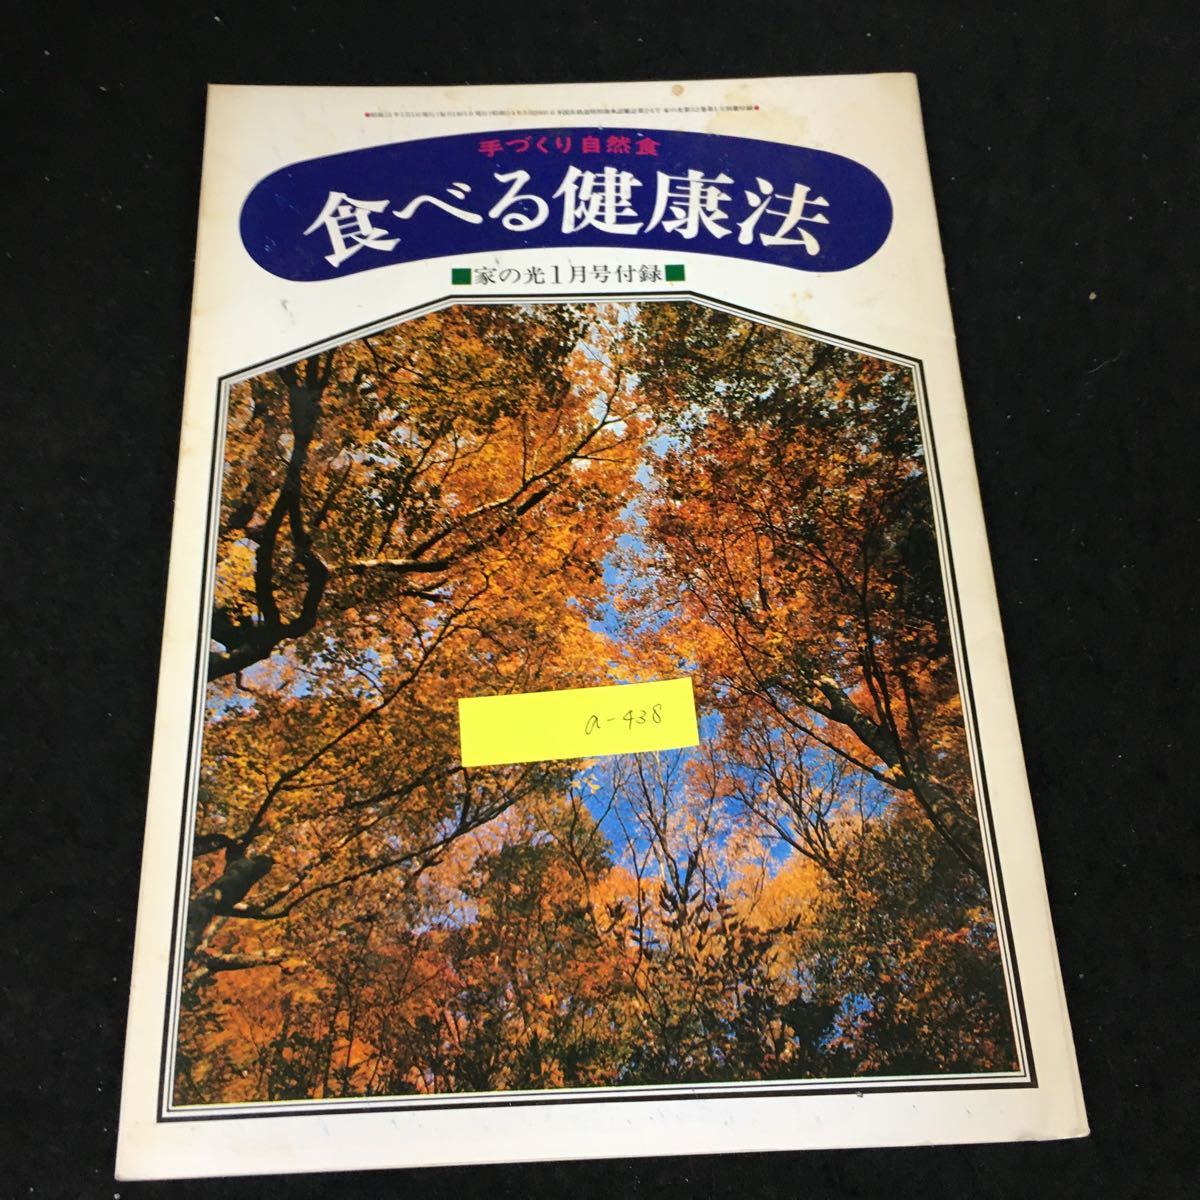 手づくり自然食
食べる健康法
■家の光1月号付録■
a-438